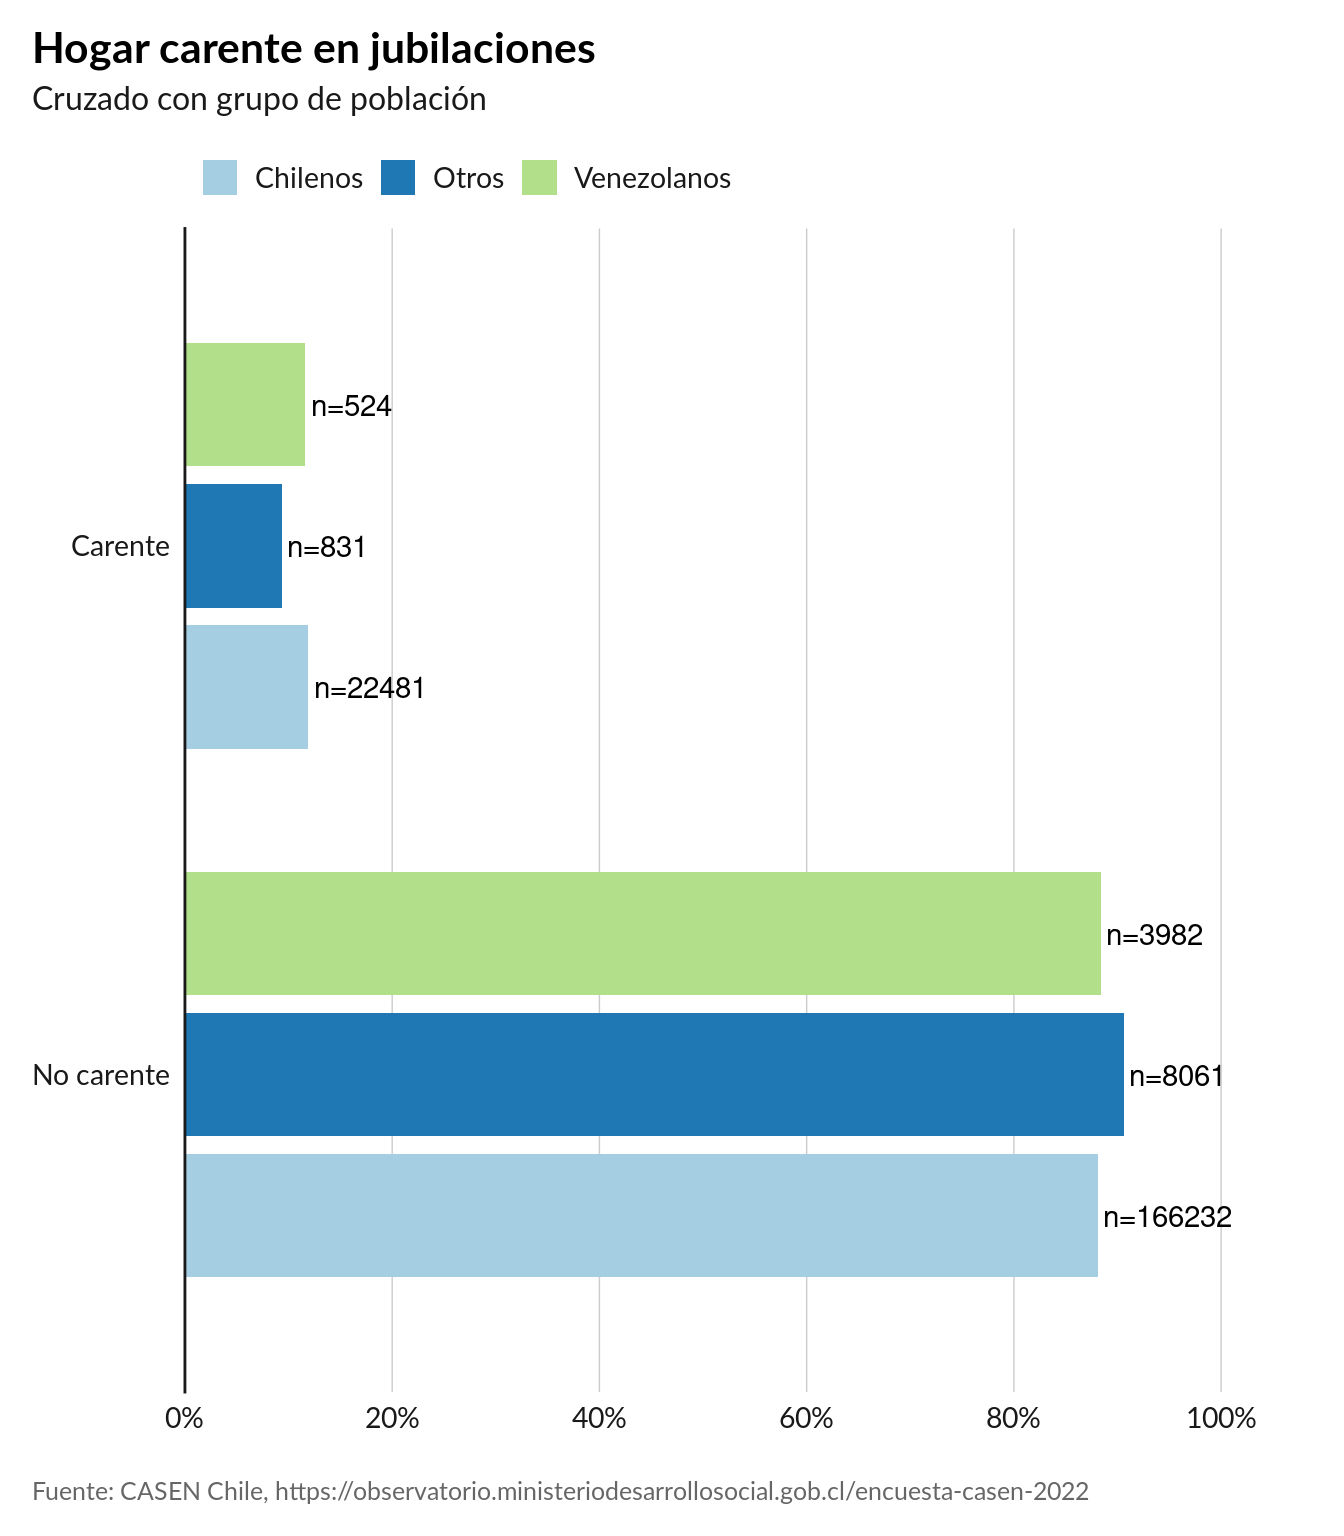 Hogar carente en jubilaciones
Cruzado con grupo de población
Chilenos Otros Venezolanos
n=524
Carente n=831
n=22481
n=3982
No carente n=8061
n=166232
0% 20% 40% 60% 80% 100%
Fuente: CASEN Chile, https://observatorio.ministeriodesarrollosocial.gob.cl/encuesta-casen-2022